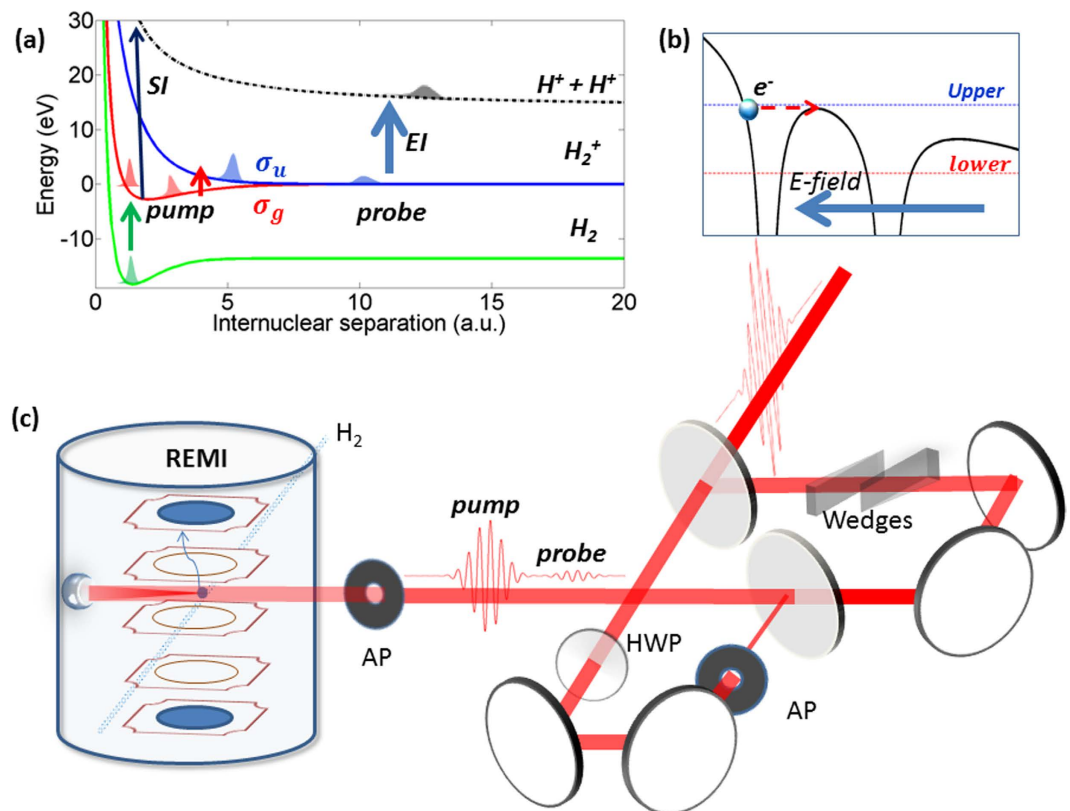 (a)
30
20
10
0
-10
Energy (eV)
SI
H⁺ + H⁺
EI
H₂⁺
σᵤ
pump
σg
probe
H₂
0
5
10
15
20
Internuclear separation (a.u.)
(b)
e⁻
Upper
lower
E-field
(c)
H₂
REMI
pump
probe
Wedges
AP
HWP
AP